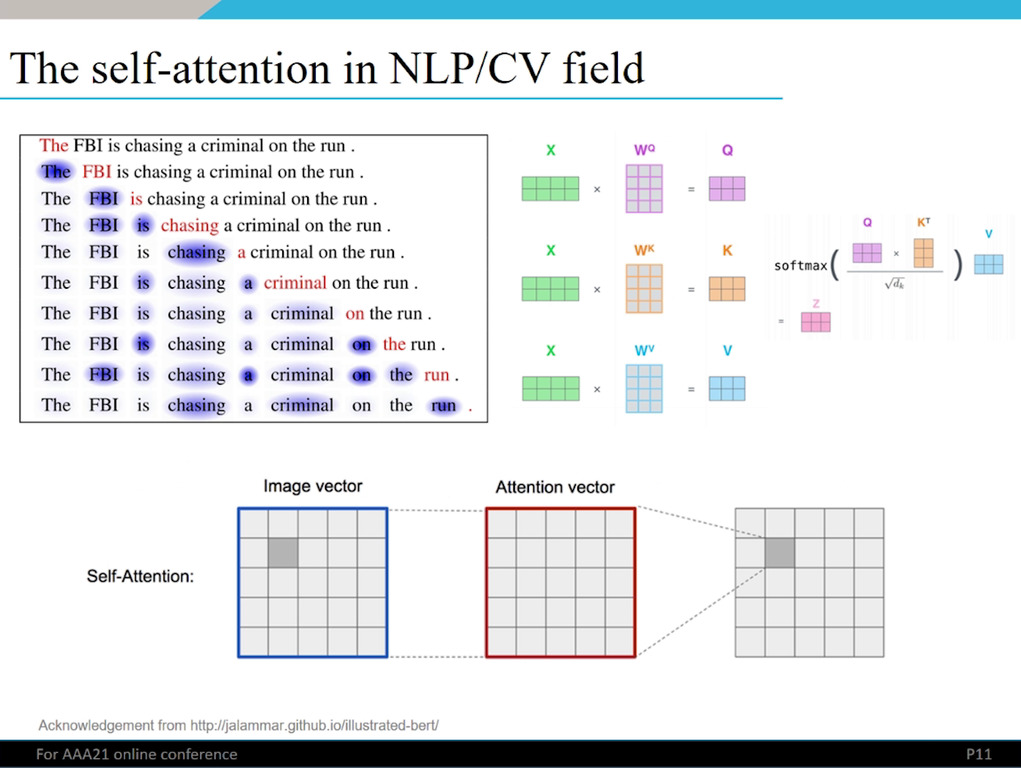 The self-attention in NLP/CV field
The FBI is chasing a criminal on the run .
The FBI is chasing a criminal on the run .
The FBI is chasing a criminal on the run .
The FBI is chasing a criminal on the run .
The FBI is chasing a criminal on the run .
The FBI is chasing a criminal on the run .
The FBI is chasing a criminal on the run .
The FBI is chasing a criminal on the run .
The FBI is chasing a criminal on the run .
The FBI is chasing a criminal on the run .
X Wᴼ Q
× =
X Wᴷ K
× =
X Wⱽ V
× =
Q Kᵀ V
softmax( × )
√dₖ
Z
=
Image vector
Attention vector
Self-Attention:
Acknowledgement from http://jalammar.github.io/illustrated-bert/
For AAA21 online conference
P11